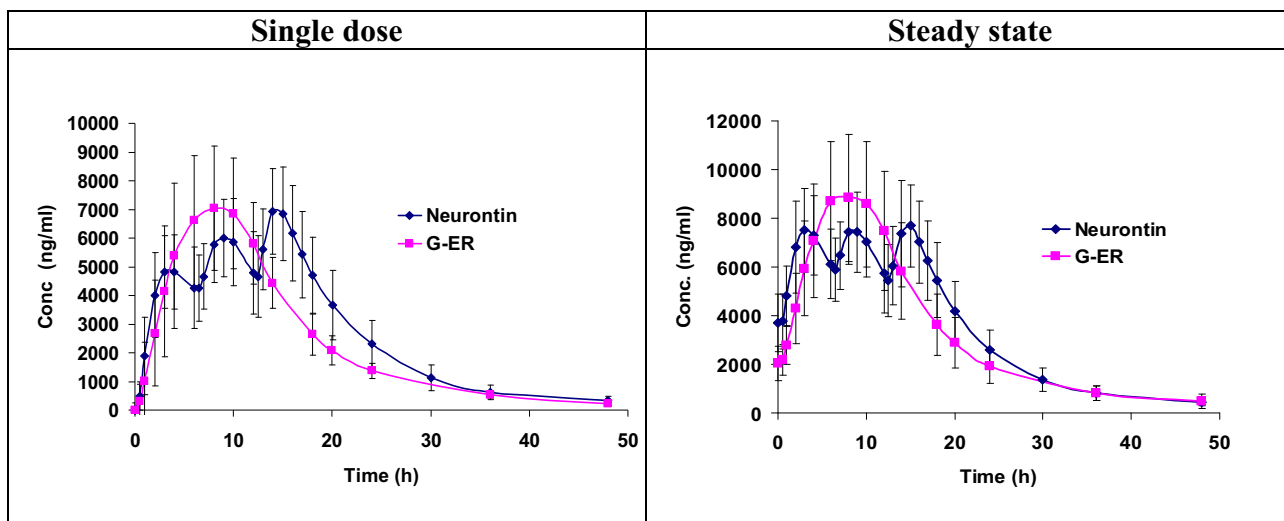 Single dose
Steady state
10000
9000
8000
7000
6000
5000
4000
3000
2000
1000
0
Conc (ng/ml)
0 10 20 30 40 50
Time (h)
Neurontin
G-ER
12000
10000
8000
6000
4000
2000
0
Conc. (ng/ml)
0 10 20 30 40 50
Time (h)
Neurontin
G-ER